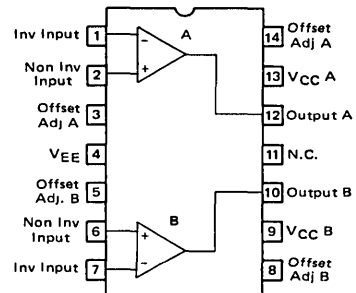 Inv Input 1
Non Inv
Input 2
Offset
Adj A 3
VEE 4
Offset
Adj. B 5
Non Inv
Input 6
Inv Input 7
− A
+
B
+
−
14 Offset
Adj A
13 VCC A
12 Output A
11 N.C.
10 Output B
9 VCC B
8 Offset
Adj B